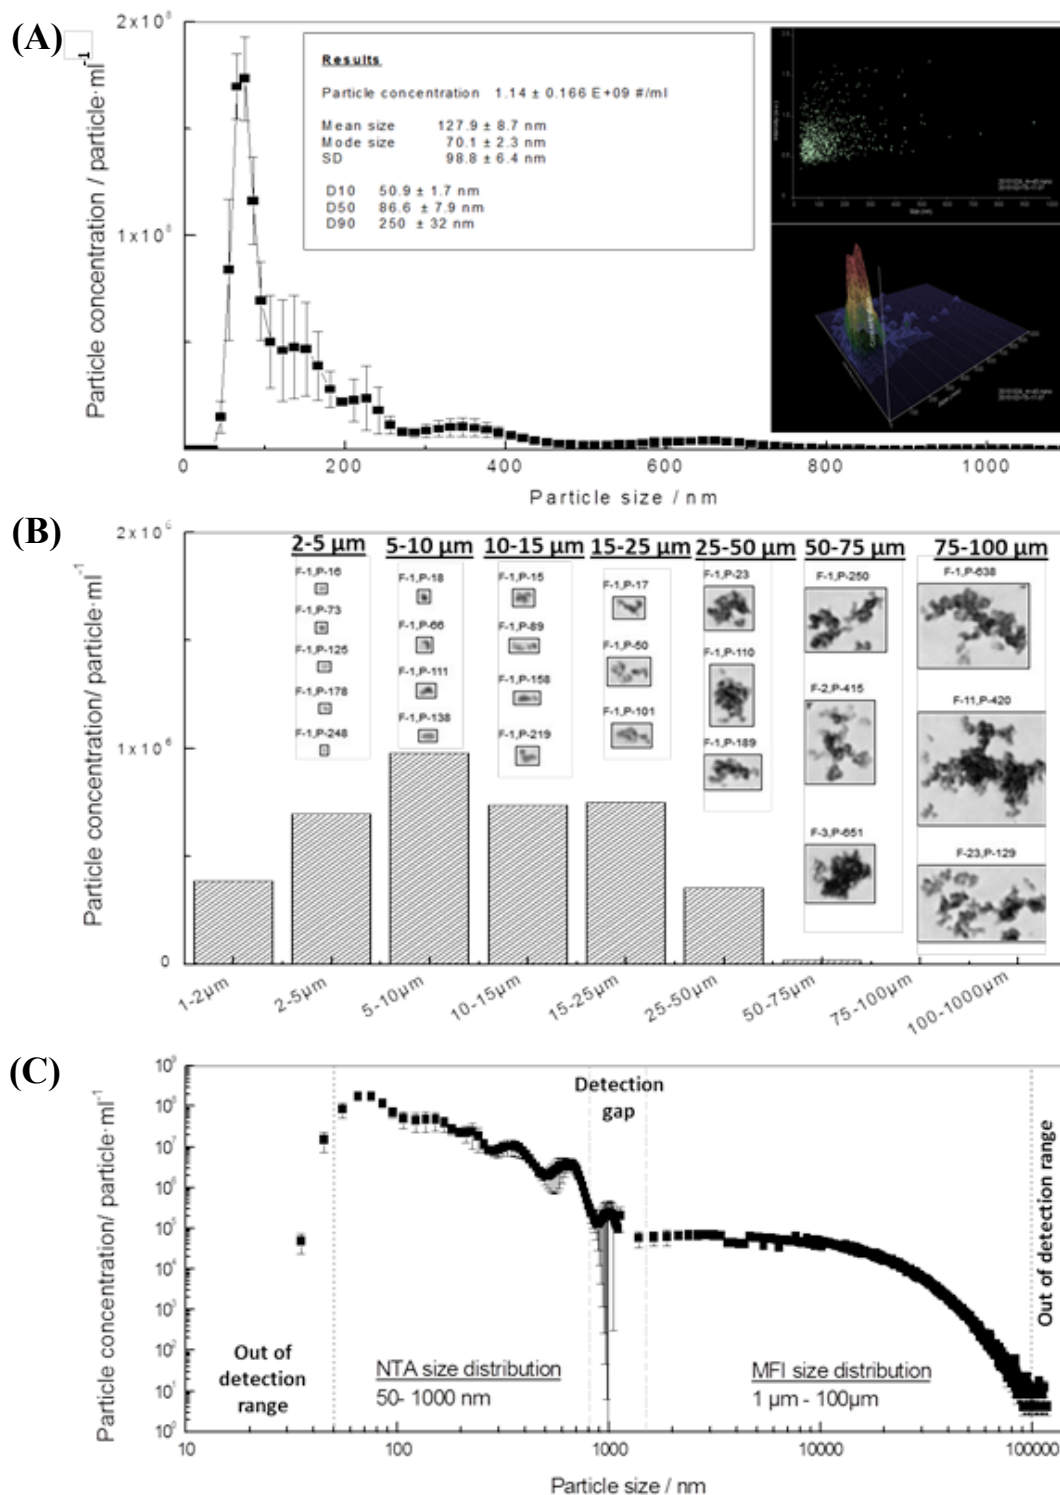 (A)
2x10⁸
1x10⁸
Particle concentration / particle·ml⁻¹
Results
Particle concentration 1.14 ± 0.166 E+09 #/ml
Mean size 127.9 ± 8.7 nm
Mode size 70.1 ± 2.3 nm
SD 98.8 ± 6.4 nm
D10 50.9 ± 1.7 nm
D50 86.6 ± 7.9 nm
D90 250 ± 32 nm
0 200 400 600 800 1000
Particle size / nm
(B)
2x10⁶
1x10⁶
0
Particle concentration/ particle·ml⁻¹
2-5 µm 5-10 µm 10-15 µm 15-25 µm 25-50 µm 50-75 µm 75-100 µm
F-1,P-16
F-1,P-73
F-1,P-125
F-1,P-178
F-1,P-248
F-1,P-18
F-1,P-66
F-1,P-111
F-1,P-138
F-1,P-15
F-1,P-89
F-1,P-158
F-1,P-219
F-1,P-17
F-1,P-50
F-1,P-101
F-1,P-23
F-1,P-110
F-1,P-189
F-1,P-250
F-2,P-415
F-3,P-651
F-1,P-638
F-11,P-420
F-23,P-129
1-2µm 2-5µm 5-10µm 10-15µm 15-25µm 25-50µm 50-75µm 75-100µm 100-1000µm
(C)
10⁹
10⁸
10⁷
10⁶
10⁵
10⁴
10³
10²
10¹
10⁰
Particle concentration/ particle·ml⁻¹
Detection
gap
Out of
detection
range
NTA size distribution
50- 1000 nm
MFI size distribution
1 µm - 100µm
Out of detection range
10 100 1000 10000 100000
Particle size / nm